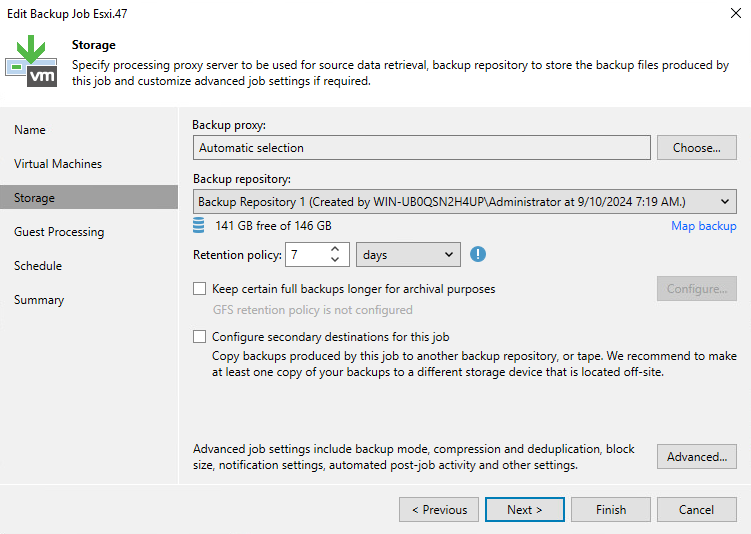 Edit Backup Job Esxi.47
vm
Storage
Specify processing proxy server to be used for source data retrieval, backup repository to store the backup files produced by
this job and customize advanced job settings if required.
Name
Virtual Machines
Storage
Guest Processing
Schedule
Summary
Backup proxy:
Automatic selection
Choose...
Backup repository:
Backup Repository 1 (Created by WIN-UB0QSN2H4UP\Administrator at 9/10/2024 7:19 AM.)
141 GB free of 146 GB
Map backup
Retention policy: 7 days
Keep certain full backups longer for archival purposes
Configure...
GFS retention policy is not configured
Configure secondary destinations for this job
Copy backups produced by this job to another backup repository, or tape. We recommend to make
at least one copy of your backups to a different storage device that is located off-site.
Advanced job settings include backup mode, compression and deduplication, block
size, notification settings, automated post-job activity and other settings.
Advanced...
< Previous
Next >
Finish
Cancel